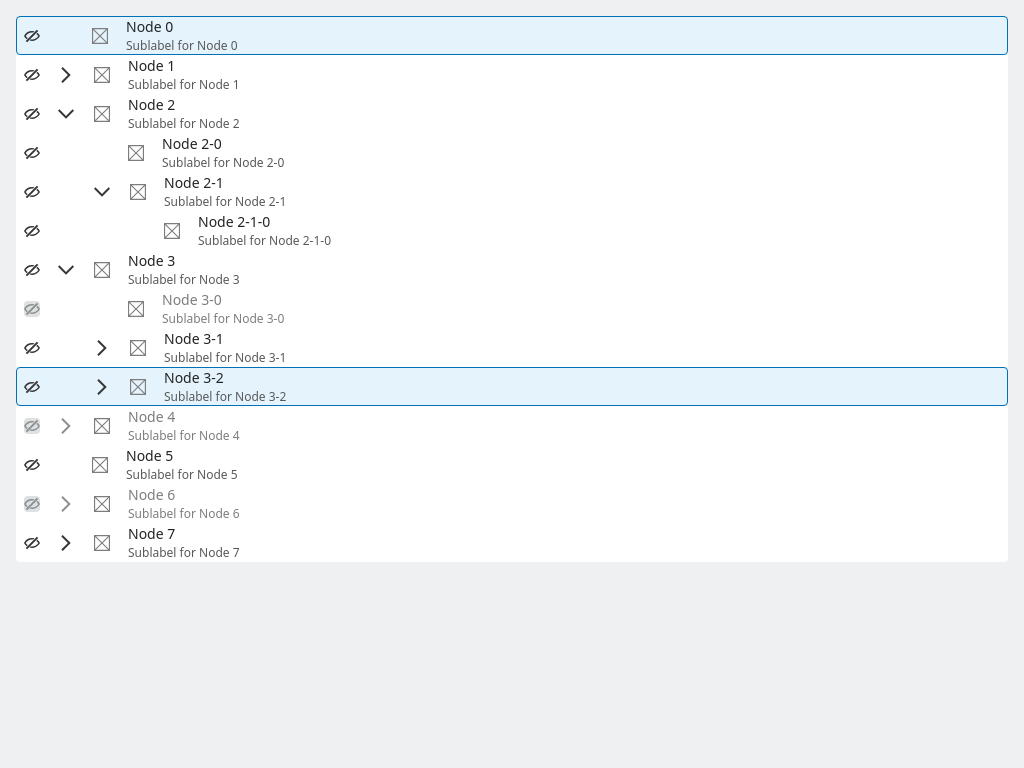 Node 0
Sublabel for Node 0
Node 1
Sublabel for Node 1
Node 2
Sublabel for Node 2
Node 2-0
Sublabel for Node 2-0
Node 2-1
Sublabel for Node 2-1
Node 2-1-0
Sublabel for Node 2-1-0
Node 3
Sublabel for Node 3
Node 3-0
Sublabel for Node 3-0
Node 3-1
Sublabel for Node 3-1
Node 3-2
Sublabel for Node 3-2
Node 4
Sublabel for Node 4
Node 5
Sublabel for Node 5
Node 6
Sublabel for Node 6
Node 7
Sublabel for Node 7